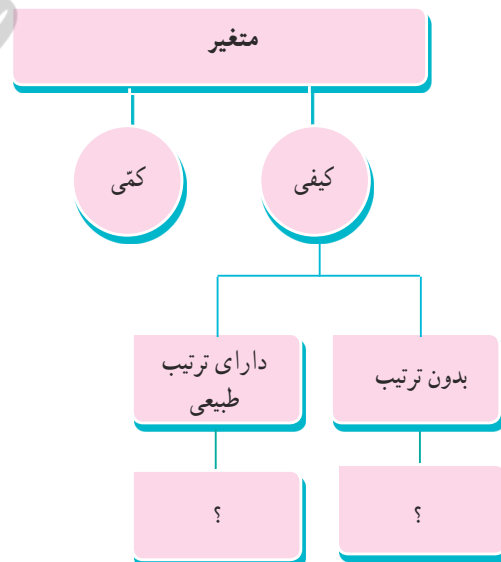 متغیر
کیفی
کمّی
بدون ترتیب
دارای ترتیب
طبیعی
؟
؟